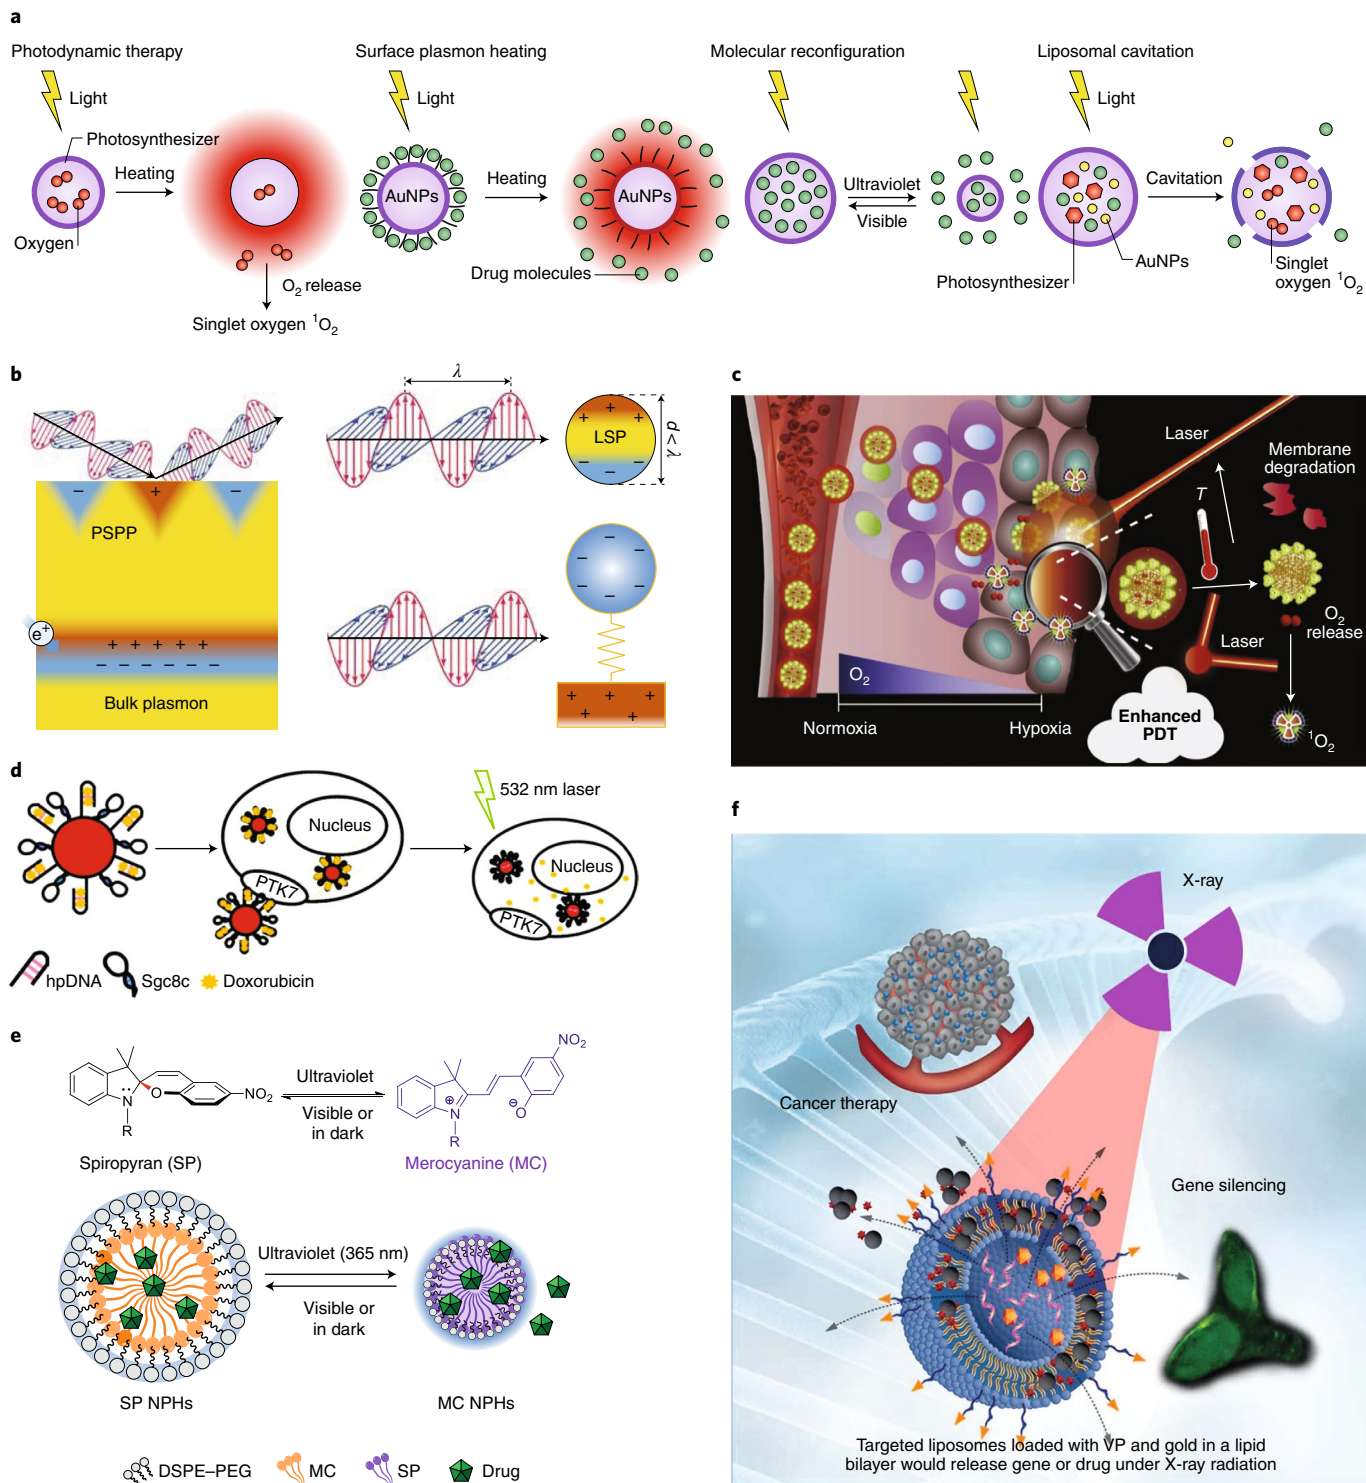 a
Photodynamic therapy
Light
Photosynthesizer
Heating
Oxygen
O2 release
Singlet oxygen 1O2
Surface plasmon heating
Light
AuNPs
Heating
AuNPs
Drug molecules
Molecular reconfiguration
Ultraviolet
Visible
Liposomal cavitation
Light
Cavitation
AuNPs
Photosynthesizer
Singlet
oxygen 1O2
b
− + −
PSPP
e+
+ + + + +
− − − − − −
Bulk plasmon
λ
+ + +
LSP
− − −
d < λ
− − − − − −
+ + +
+ +
c
Laser
Membrane
degradation
T
O2
release
Laser
O2
Normoxia
Hypoxia
Enhanced
PDT
1O2
d
532 nm laser
Nucleus
PTK7
Nucleus
PTK7
hpDNA
Sgc8c
Doxorubicin
e
N
R
O
NO2
Ultraviolet
Visible or
in dark
NO2
⊕
N
R
⊖
O
Spiropyran (SP)
Merocyanine (MC)
Ultraviolet (365 nm)
Visible or
in dark
SP NPHs
MC NPHs
DSPE–PEG
MC
SP
Drug
f
X-ray
Cancer therapy
Gene silencing
Targeted liposomes loaded with VP and gold in a lipid
bilayer would release gene or drug under X-ray radiation